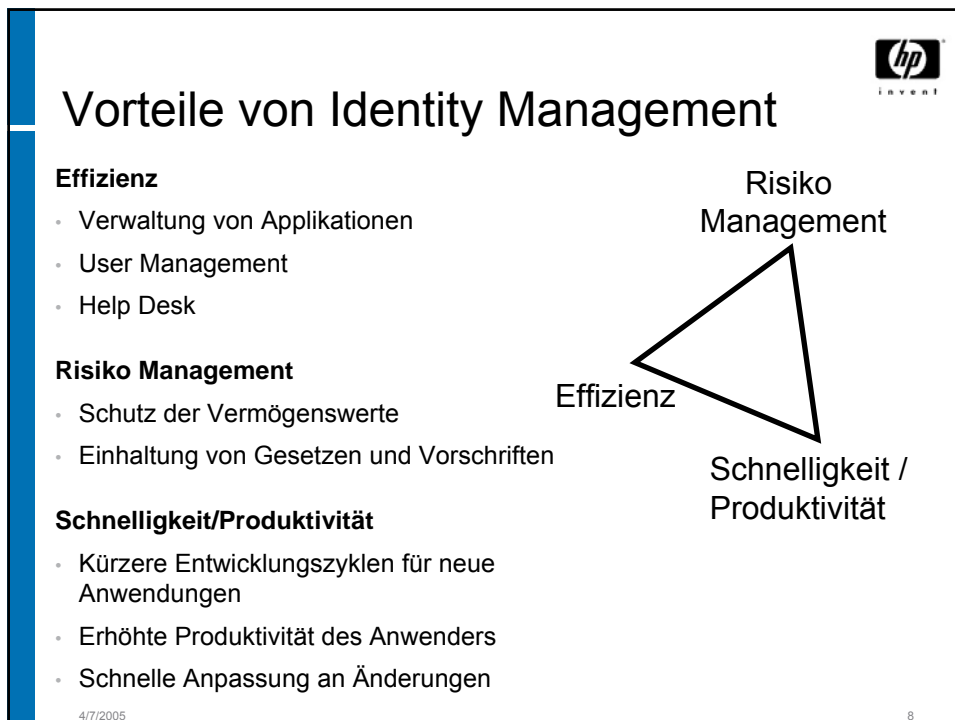 hp
invent
Vorteile von Identity Management
Effizienz
• Verwaltung von Applikationen
• User Management
• Help Desk
Risiko Management
• Schutz der Vermögenswerte
• Einhaltung von Gesetzen und Vorschriften
Schnelligkeit/Produktivität
• Kürzere Entwicklungszyklen für neue
Anwendungen
• Erhöhte Produktivität des Anwenders
• Schnelle Anpassung an Änderungen
Risiko
Management
Effizienz
Schnelligkeit /
Produktivität
4/7/2005
8